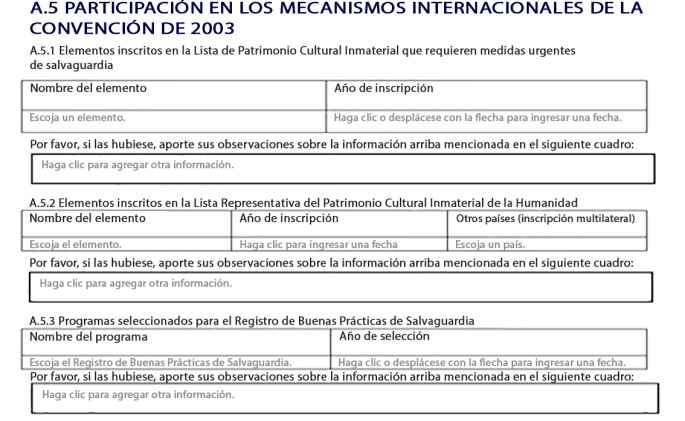 A.5 PARTICIPACIÓN EN LOS MECANISMOS INTERNACIONALES DE LA
CONVENCIÓN DE 2003
A.5.1 Elementos inscritos en la Lista de Patrimonio Cultural Inmaterial que requieren medidas urgentes
de salvaguardia
Nombre del elemento Año de inscripción
Escoja un elemento. Haga clic o desplácese con la flecha para ingresar una fecha.
Por favor, si las hubiese, aporte sus observaciones sobre la información arriba mencionada en el siguiente cuadro:
Haga clic para agregar otra información.
A.5.2 Elementos inscritos en la Lista Representativa del Patrimonio Cultural Inmaterial de la Humanidad
Nombre del elemento Año de inscripción Otros países (inscripción multilateral)
Escoja el elemento. Haga clic para ingresar una fecha Escoja un país.
Por favor, si las hubiese, aporte sus observaciones sobre la información arriba mencionada en el siguiente cuadro:
Haga clic para agregar otra información.
A.5.3 Programas seleccionados para el Registro de Buenas Prácticas de Salvaguardia
Nombre del programa Año de selección
Escoja el Registro de Buenas Prácticas de Salvaguardia. Haga clic o desplácese con la flecha para ingresar una fecha.
Por favor, si las hubiese, aporte sus observaciones sobre la información arriba mencionada en el siguiente cuadro:
Haga clic para agregar otra información.